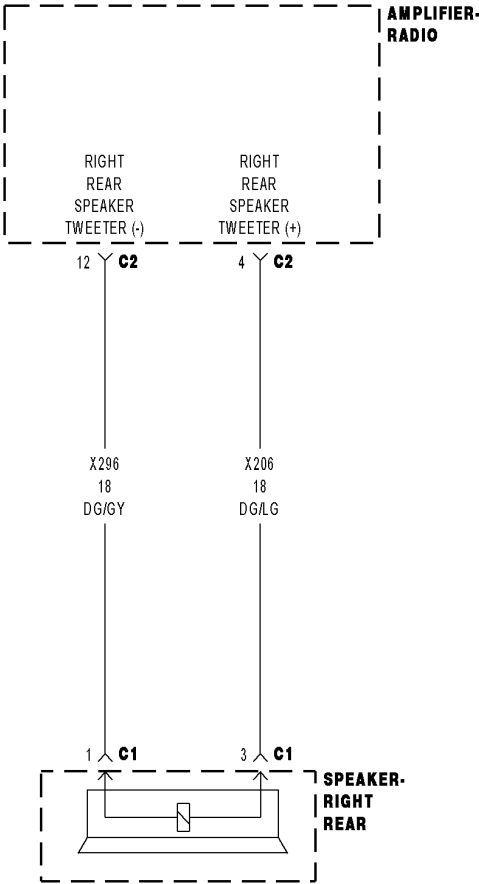 AMPLIFIER-
RADIO
RIGHT
REAR
SPEAKER
TWEETER (-)
RIGHT
REAR
SPEAKER
TWEETER (+)
12 C2
4 C2
X296
18
DG/GY
X206
18
DG/LG
1 C1
3 C1
SPEAKER-
RIGHT
REAR